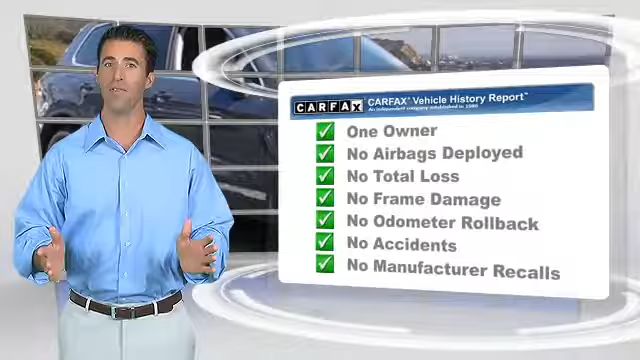 CARFAX CARFAX® Vehicle History Report™
An independent company established in 1986
One Owner
No Airbags Deployed
No Total Loss
No Frame Damage
No Odometer Rollback
No Accidents
No Manufacturer Recalls